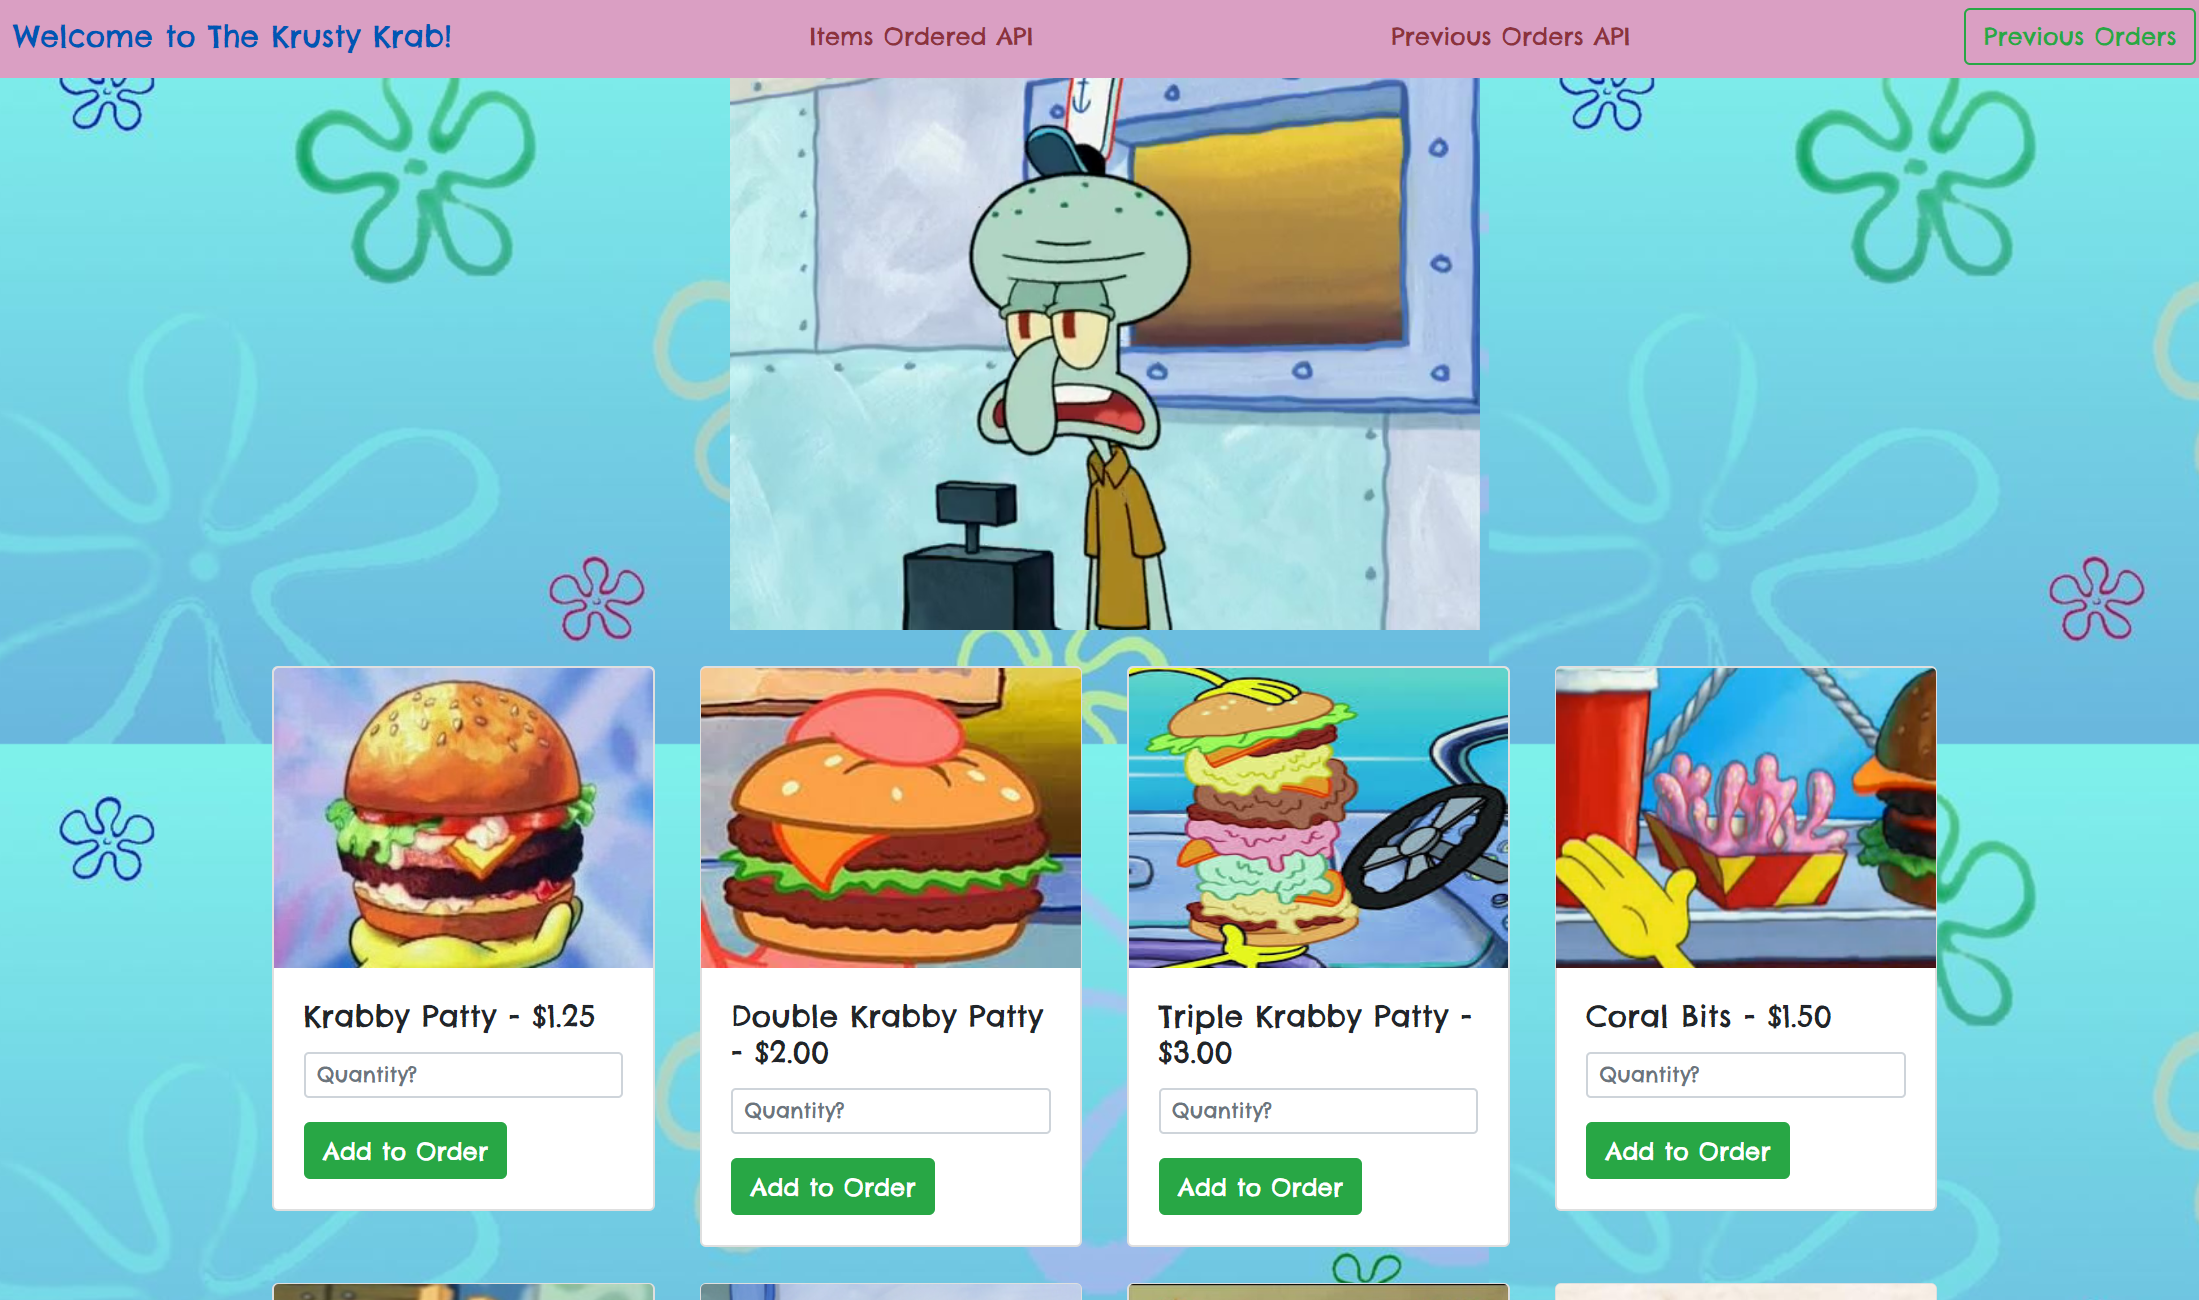 Welcome to The Krusty Krab!
Items Ordered API
Previous Orders API
Previous Orders
Krabby Patty - $1.25
Quantity?
Add to Order
Double Krabby Patty
- $2.00
Quantity?
Add to Order
Triple Krabby Patty -
$3.00
Quantity?
Add to Order
Coral Bits - $1.50
Quantity?
Add to Order